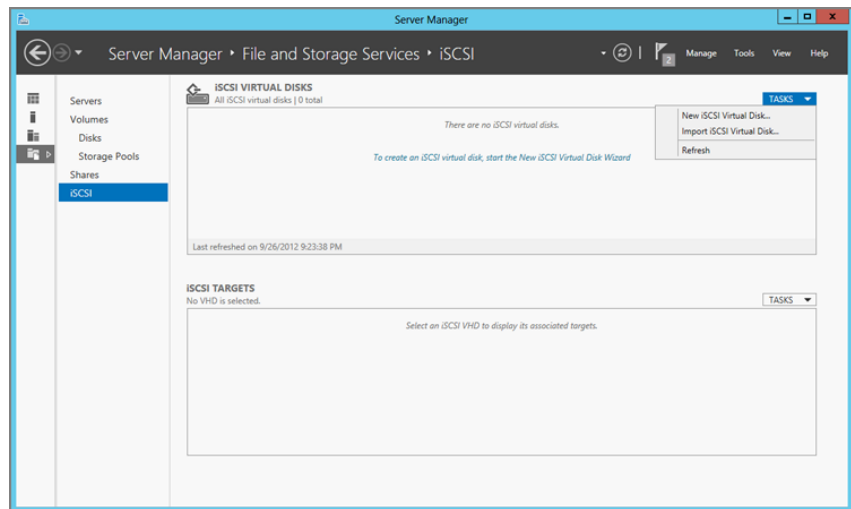 Server Manager
Server Manager • File and Storage Services • iSCSI
2
Manage Tools View Help
Servers
Volumes
Disks
Storage Pools
Shares
iSCSI
iSCSI VIRTUAL DISKS
All iSCSI virtual disks | 0 total
TASKS
New iSCSI Virtual Disk...
Import iSCSI Virtual Disk...
Refresh
There are no iSCSI virtual disks.
To create an iSCSI virtual disk, start the New iSCSI Virtual Disk Wizard
Last refreshed on 9/26/2012 9:23:38 PM
iSCSI TARGETS
No VHD is selected.
TASKS
Select an iSCSI VHD to display its associated targets.